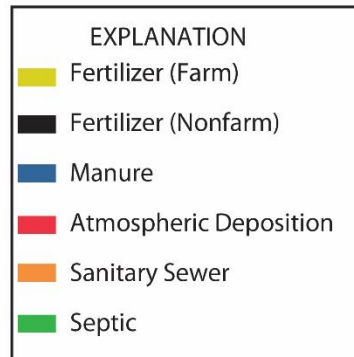 EXPLANATION
Fertilizer (Farm)
Fertilizer (Nonfarm)
Manure
Atmospheric Deposition
Sanitary Sewer
Septic